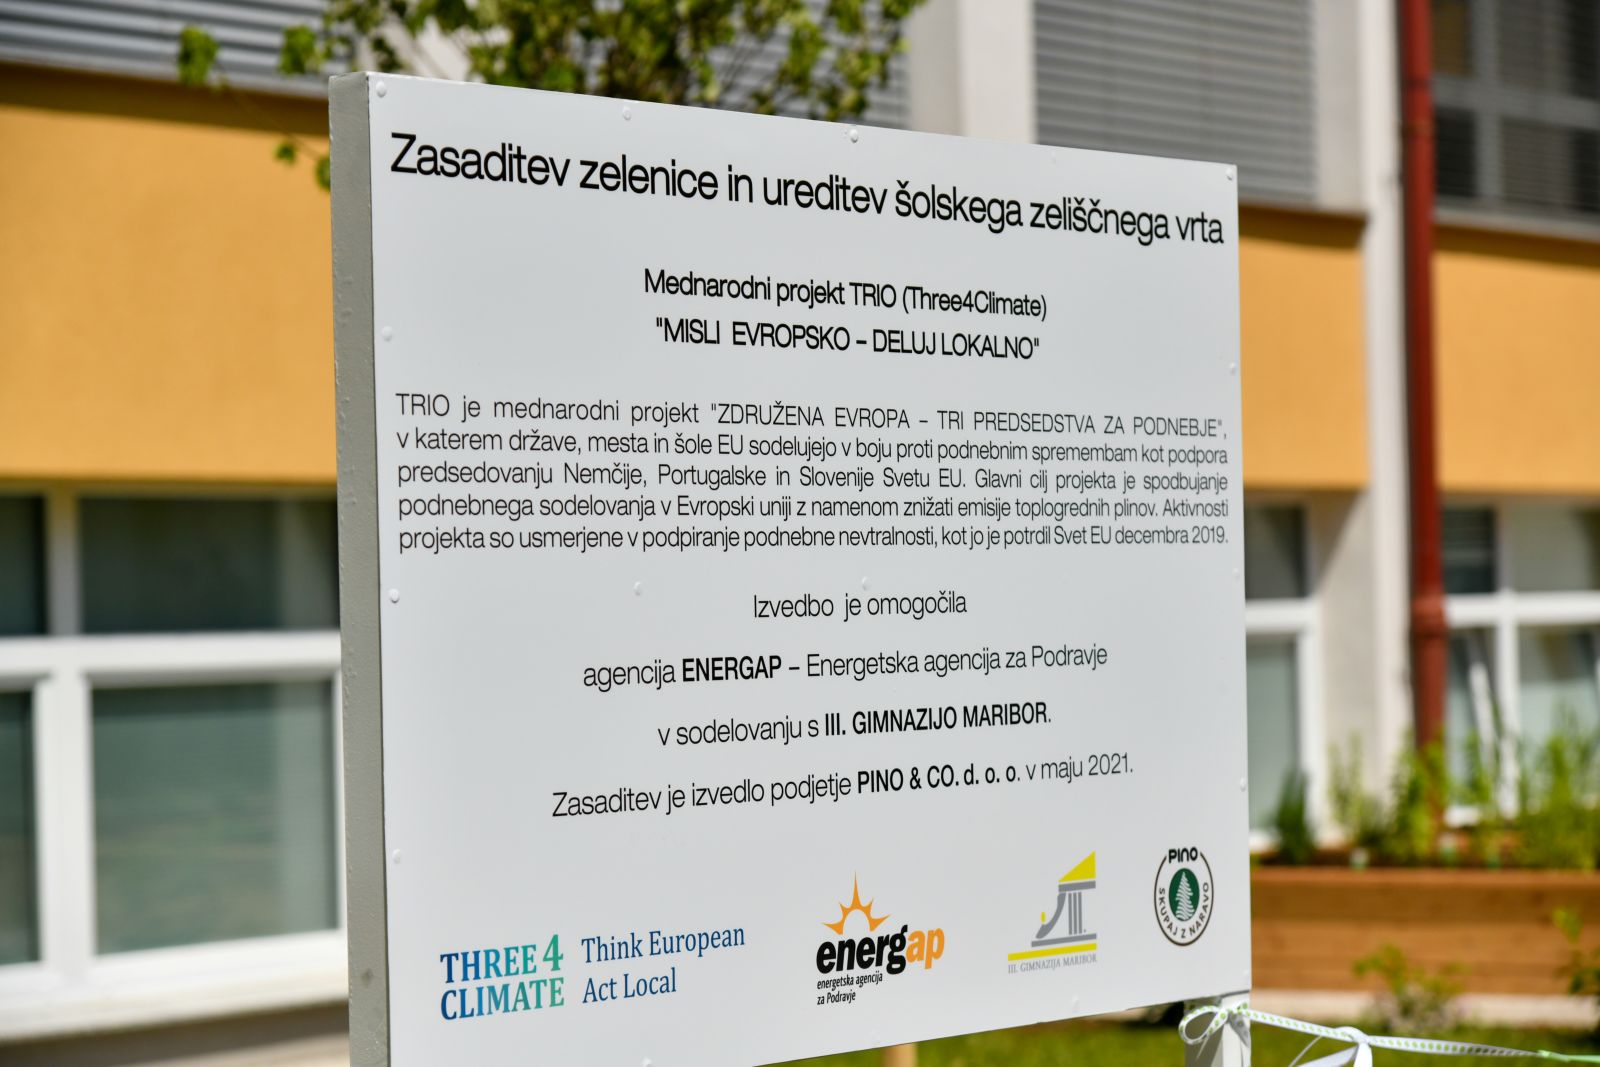 Zasaditev zelenice in ureditev šolskega zeliščnega vrta
Mednarodni projekt TRIO (Three4Climate)
"MISLI EVROPSKO – DELUJ LOKALNO"
TRIO je mednarodni projekt "ZDRUŽENA EVROPA – TRI PREDSEDSTVA ZA PODNEBJE",
v katerem države, mesta in šole EU sodelujejo v boju proti podnebnim spremembam kot podpora
predsedovanju Nemčije, Portugalske in Slovenije Svetu EU. Glavni cilj projekta je spodbujanje
podnebnega sodelovanja v Evropski uniji z namenom znižati emisije toplogrednih plinov. Aktivnosti
projekta so usmerjene v podpiranje podnebne nevtralnosti, kot jo je potrdil Svet EU decembra 2019.
Izvedbo je omogočila
agencija ENERGAP – Energetska agencija za Podravje
v sodelovanju s III. GIMNAZIJO MARIBOR.
Zasaditev je izvedlo podjetje PINO & CO. d. o. o. v maju 2021.
THREE 4
CLIMATE
Think European
Act Local
energap
energetska agencija
za Podravje
III. GIMNAZIJA MARIBOR
PINO
SKUPAJ Z NARAVO